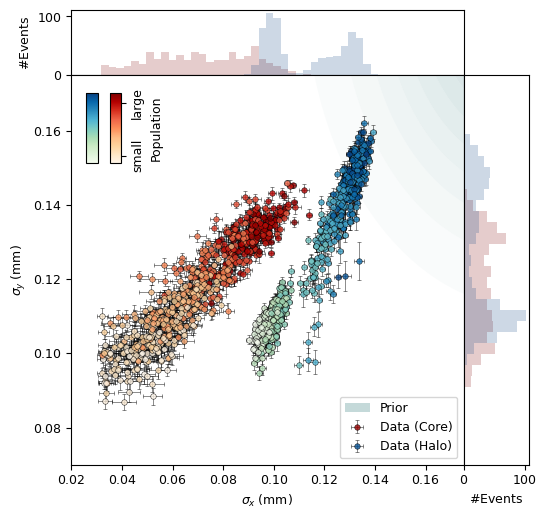 100
#Events
0
large
small
Population
0.16
0.14
0.12
0.10
0.08
σy (mm)
Prior
Data (Core)
Data (Halo)
0.02 0.04 0.06 0.08 0.10 0.12 0.14 0.16 0 100
σx (mm) #Events